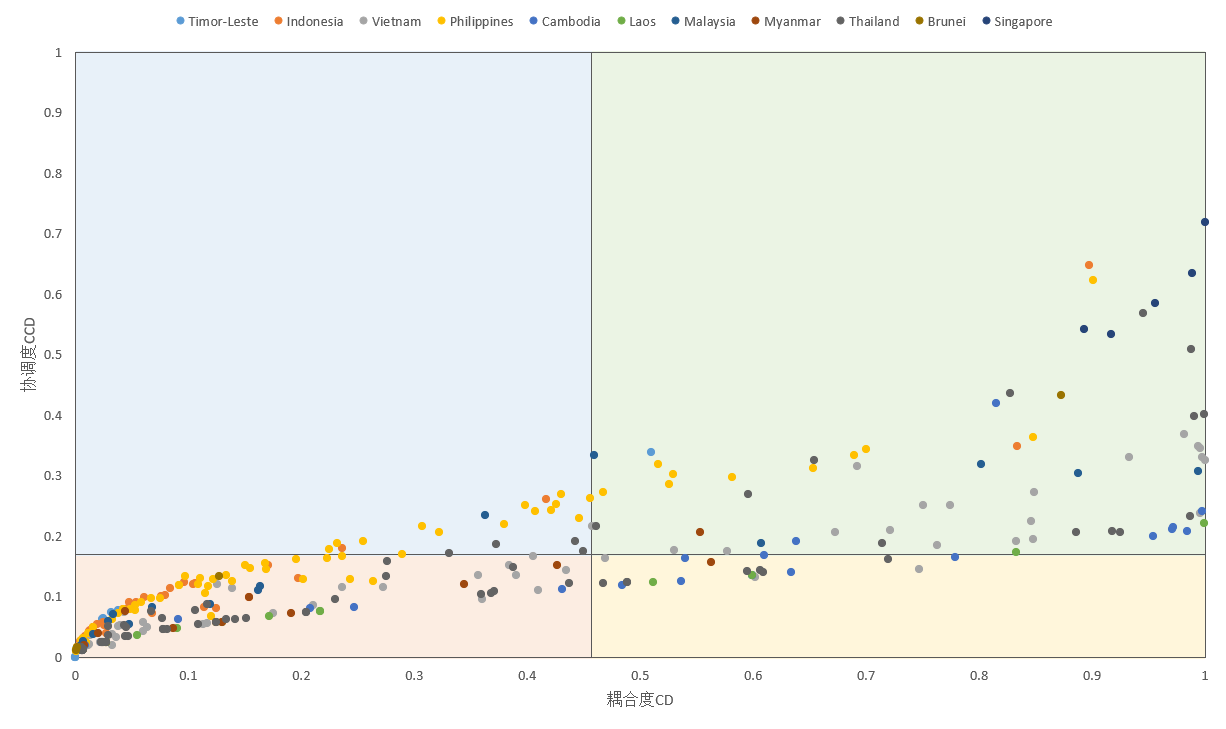 Timor-Leste Indonesia Vietnam Philippines Cambodia Laos Malaysia Myanmar Thailand Brunei Singapore
1
0.9
0.8
0.7
0.6
0.5
0.4
0.3
0.2
0.1
0
协调度CCD
0 0.1 0.2 0.3 0.4 0.5 0.6 0.7 0.8 0.9 1
耦合度CD